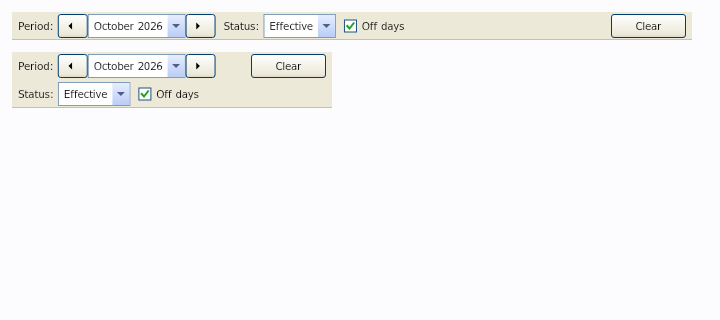 Period: October 2026 Status: Effective Off days Clear
Period: October 2026 Clear
Status: Effective Off days